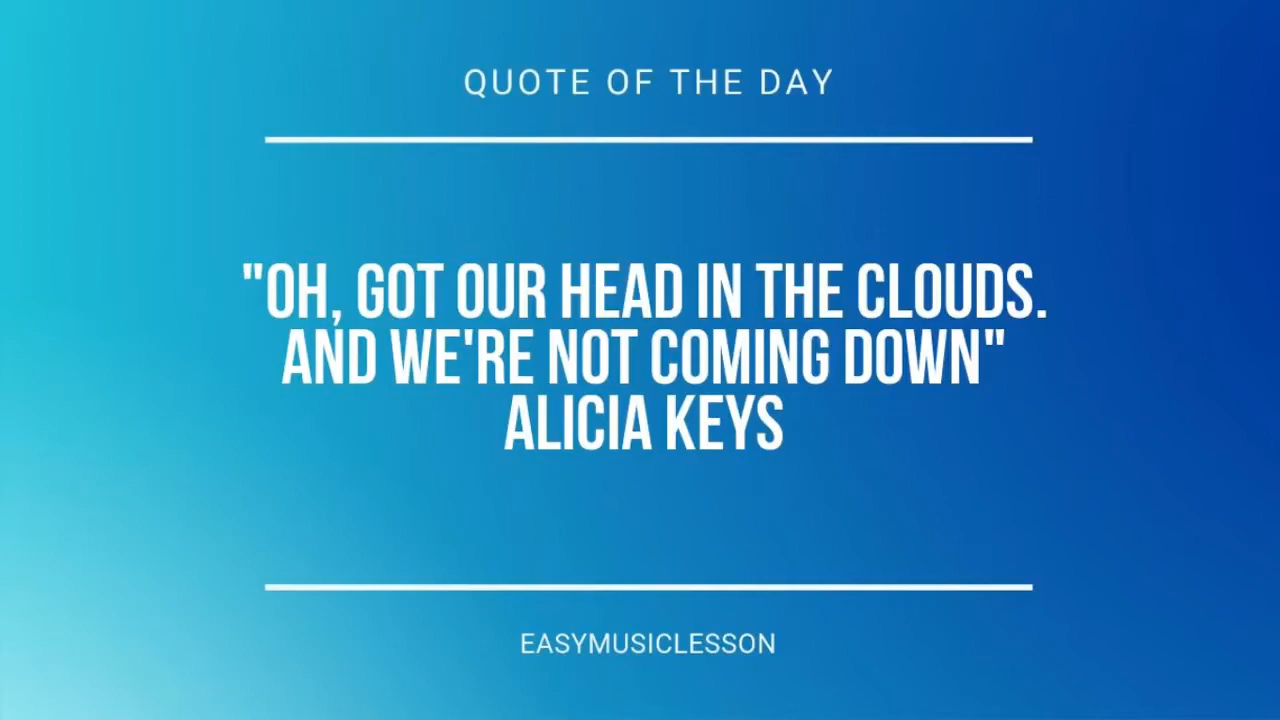 QUOTE OF THE DAY
"OH, GOT OUR HEAD IN THE CLOUDS.
AND WE'RE NOT COMING DOWN"
ALICIA KEYS
EASYMUSICLESSON